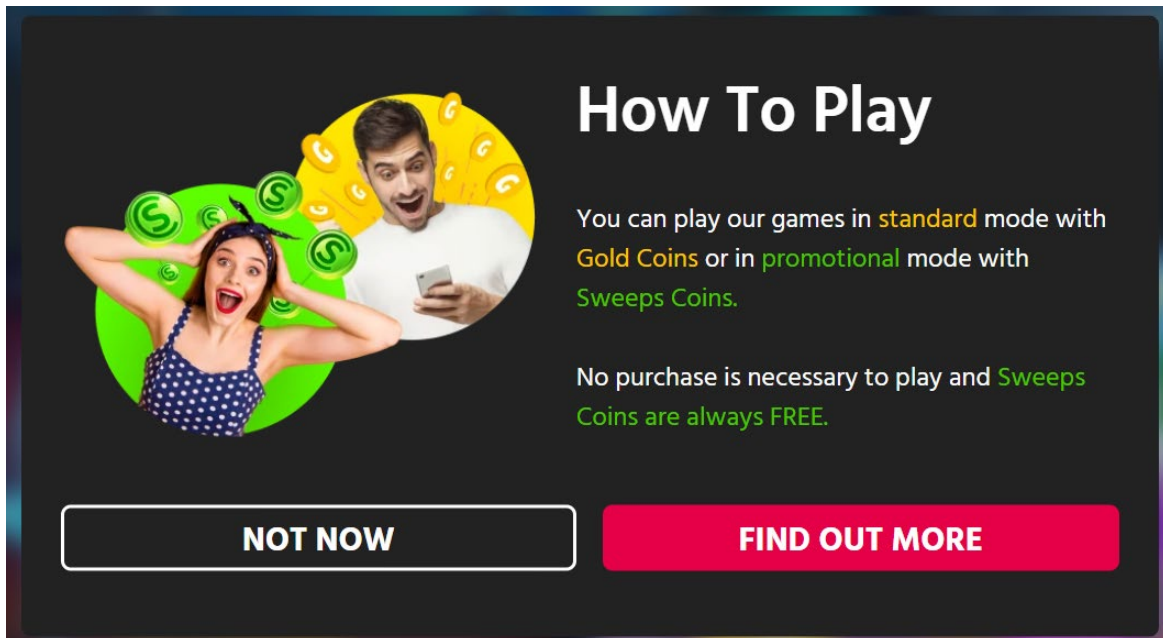 How To Play
You can play our games in standard mode with
Gold Coins or in promotional mode with
Sweeps Coins.
No purchase is necessary to play and Sweeps
Coins are always FREE.
NOT NOW
FIND OUT MORE